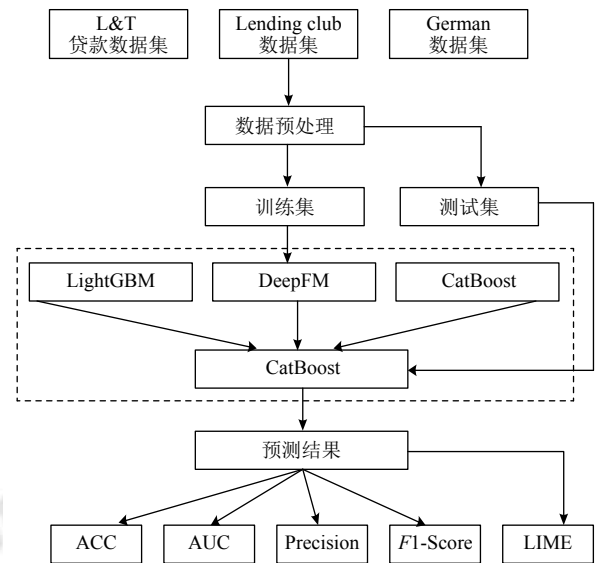 L&T
贷款数据集
Lending club
数据集
German
数据集
数据预处理
训练集
测试集
LightGBM
DeepFM
CatBoost
CatBoost
预测结果
ACC
AUC
Precision
F1-Score
LIME